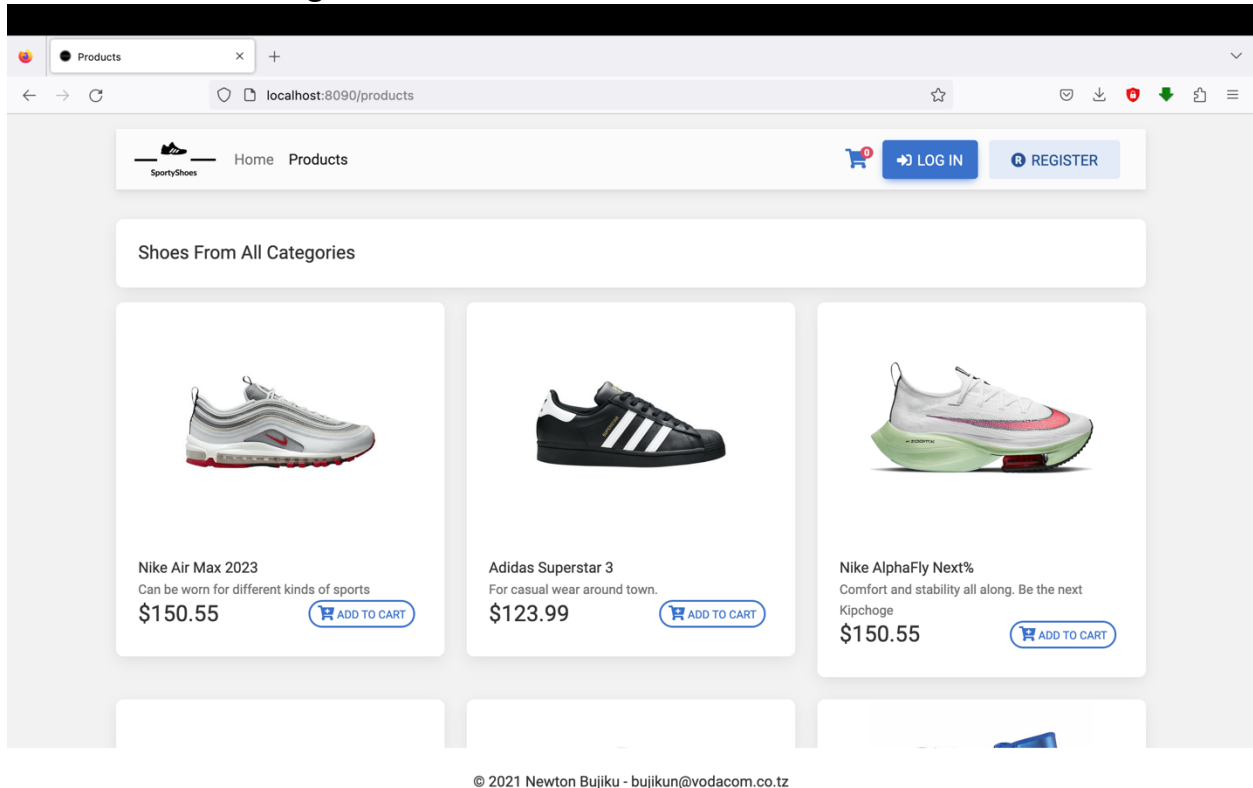 Products
localhost:8090/products
SportyShoes
Home Products
0
LOG IN
R REGISTER
Shoes From All Categories
ZOOMX
Nike Air Max 2023
Can be worn for different kinds of sports
$150.55
ADD TO CART
Adidas Superstar 3
For casual wear around town.
$123.99
ADD TO CART
Nike AlphaFly Next%
Comfort and stability all along. Be the next
Kipchoge
$150.55
ADD TO CART
© 2021 Newton Bujiku - bujikun@vodacom.co.tz